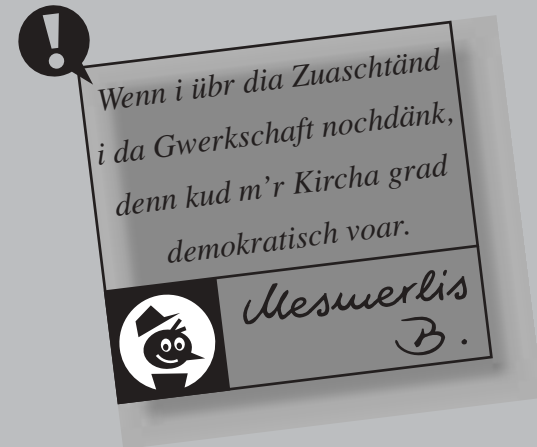 !
Wenn i übr dia Zuaschtänd
i da Gwerkschaft nochdänk,
denn kud m’r Kircha grad
demokratisch voar.
Mesmerlis
B.